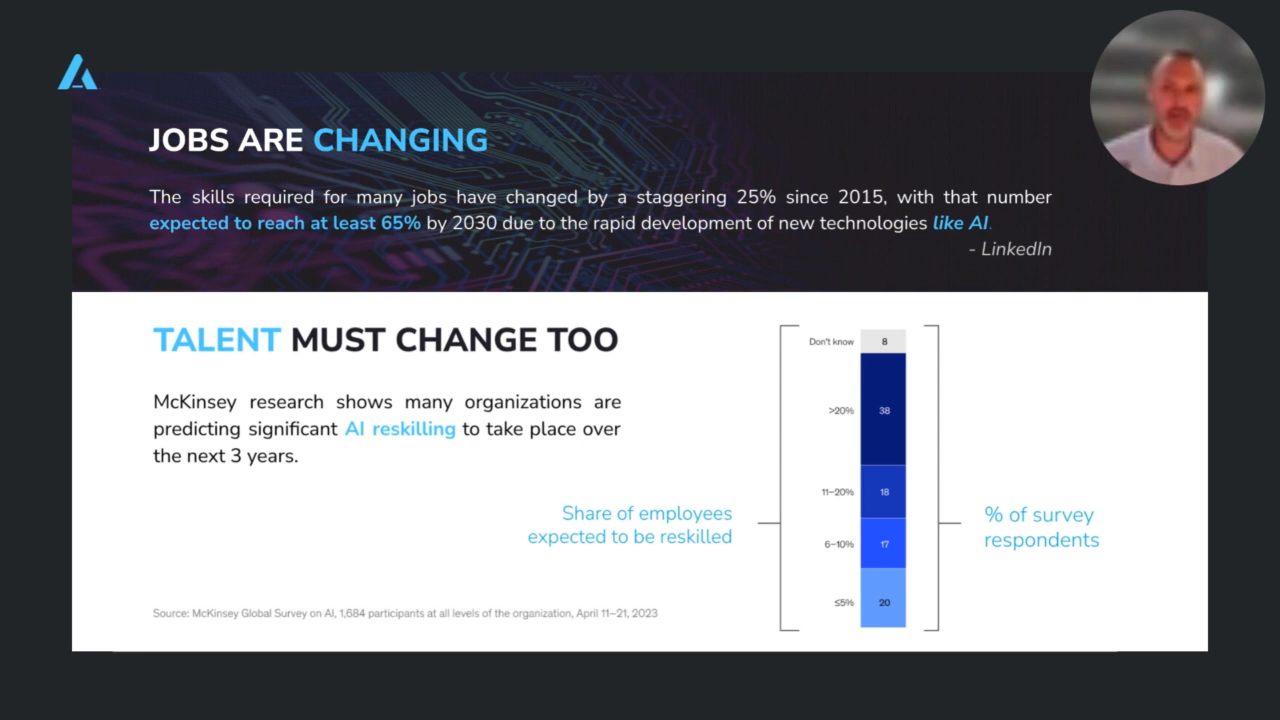 JOBS ARE CHANGING
The skills required for many jobs have changed by a staggering 25% since 2015, with that number
expected to reach at least 65% by 2030 due to the rapid development of new technologies like AI.
- LinkedIn
TALENT MUST CHANGE TOO
McKinsey research shows many organizations are
predicting significant AI reskilling to take place over
the next 3 years.
Share of employees
expected to be reskilled
Don't know 8
>20% 38
11–20% 18
6–10% 17
≤5% 20
% of survey
respondents
Source: McKinsey Global Survey on AI, 1,684 participants at all levels of the organization, April 11–21, 2023